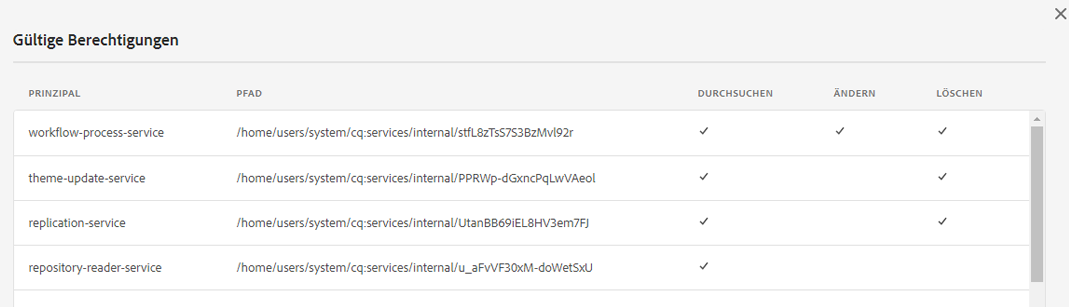 Gültige Berechtigungen
PRINZIPAL PFAD DURCHSUCHEN ÄNDERN LÖSCHEN
workflow-process-service /home/users/system/cq:services/internal/stfL8zTsS7S3BzMvl92r
theme-update-service /home/users/system/cq:services/internal/PPRWp-dGxncPqLwVAeol
replication-service /home/users/system/cq:services/internal/UtanBB69iEL8HV3em7FJ
repository-reader-service /home/users/system/cq:services/internal/u_aFvVF30xM-doWetSxU